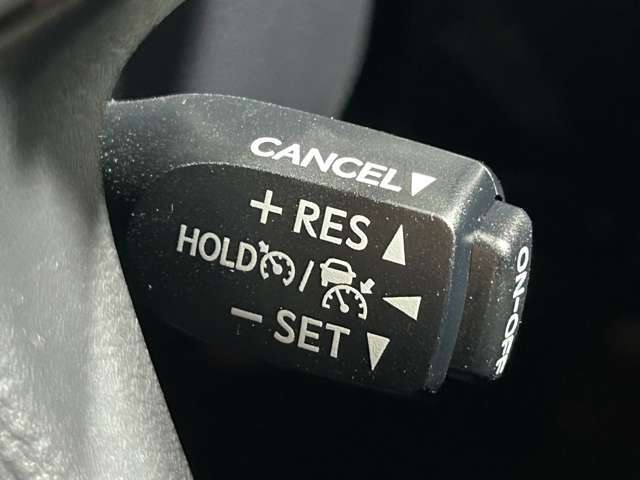 CANCEL▼
+ RES ▲
HOLD / ◀
− SET ▼
ON-OFF